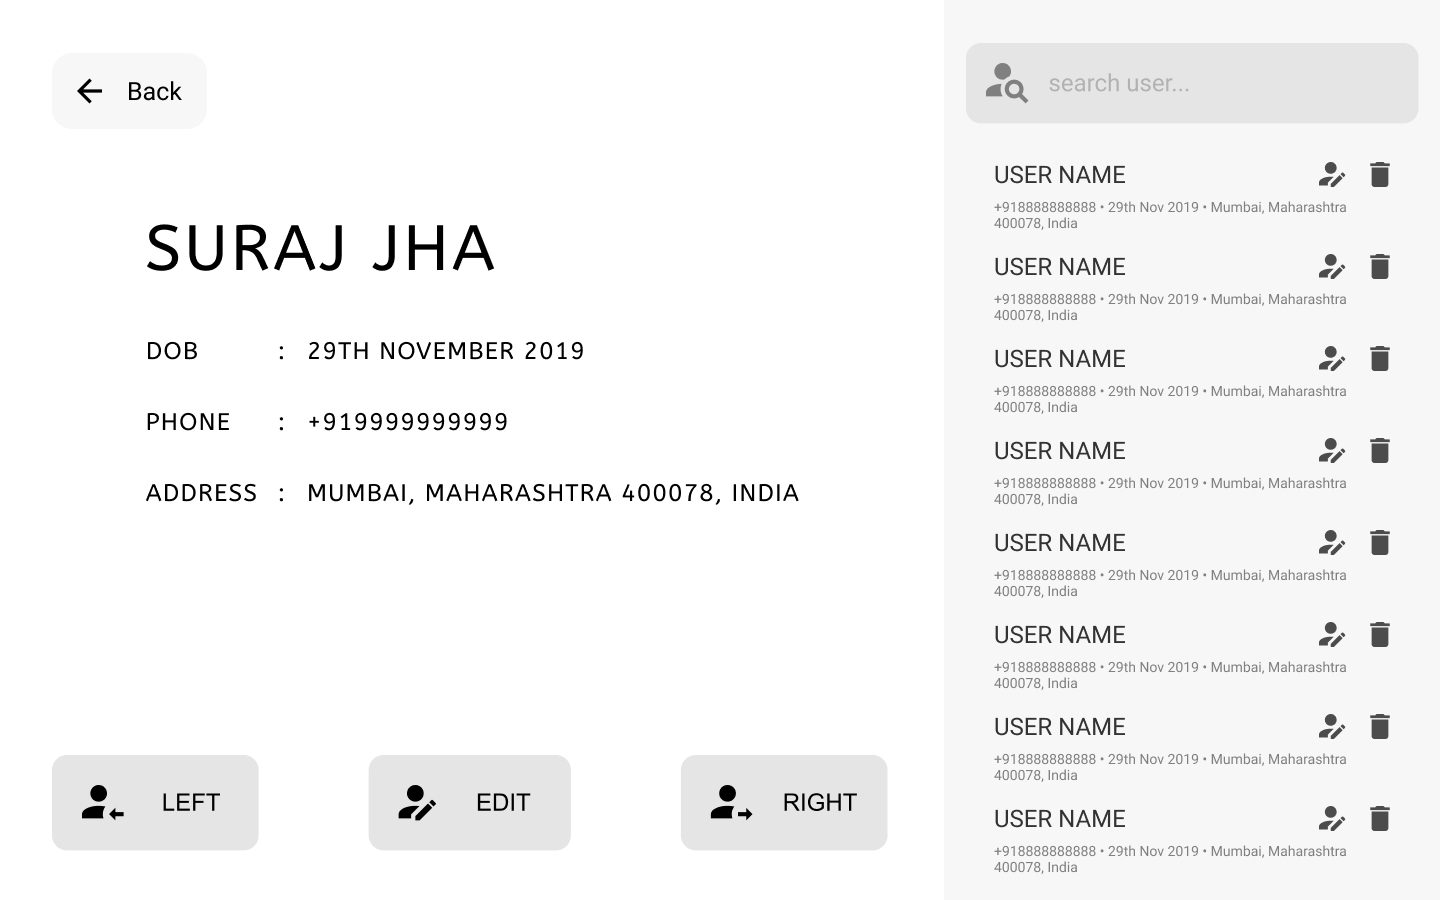 Back
SURAJ JHA
DOB : 29TH NOVEMBER 2019
PHONE : +919999999999
ADDRESS : MUMBAI, MAHARASHTRA 400078, INDIA
LEFT
EDIT
RIGHT
search user...
USER NAME
+918888888888 • 29th Nov 2019 • Mumbai, Maharashtra
400078, India
USER NAME
+918888888888 • 29th Nov 2019 • Mumbai, Maharashtra
400078, India
USER NAME
+918888888888 • 29th Nov 2019 • Mumbai, Maharashtra
400078, India
USER NAME
+918888888888 • 29th Nov 2019 • Mumbai, Maharashtra
400078, India
USER NAME
+918888888888 • 29th Nov 2019 • Mumbai, Maharashtra
400078, India
USER NAME
+918888888888 • 29th Nov 2019 • Mumbai, Maharashtra
400078, India
USER NAME
+918888888888 • 29th Nov 2019 • Mumbai, Maharashtra
400078, India
USER NAME
+918888888888 • 29th Nov 2019 • Mumbai, Maharashtra
400078, India